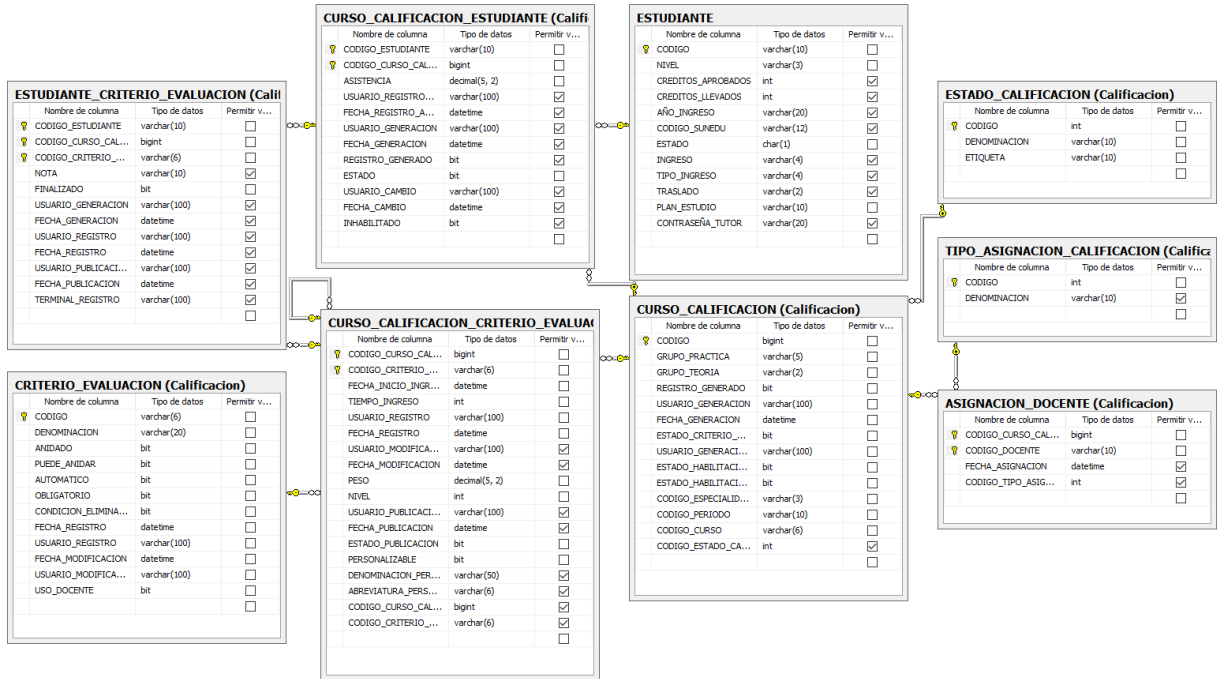 ESTUDIANTE_CRITERIO_EVALUACION (Calif
Nombre de columna Tipo de datos Permitir v...
CODIGO_ESTUDIANTE varchar(10)
CODIGO_CURSO_CAL... bigint
CODIGO_CRITERIO_... varchar(6)
NOTA varchar(10)
FINALIZADO bit
USUARIO_GENERACION varchar(100)
FECHA_GENERACION datetime
USUARIO_REGISTRO varchar(100)
FECHA_REGISTRO datetime
USUARIO_PUBLICACI... varchar(100)
FECHA_PUBLICACION datetime
TERMINAL_REGISTRO varchar(100)
CRITERIO_EVALUACION (Calificacion)
Nombre de columna Tipo de datos Permitir v...
CODIGO varchar(6)
DENOMINACION varchar(20)
ANIDADO bit
PUEDE_ANIDAR bit
AUTOMATICO bit
OBLIGATORIO bit
CONDICION_ELIMINA... bit
FECHA_REGISTRO datetime
USUARIO_REGISTRO varchar(100)
FECHA_MODIFICACION datetime
USUARIO_MODIFICA... varchar(100)
USO_DOCENTE bit
CURSO_CALIFICACION_ESTUDIANTE (Califi
Nombre de columna Tipo de datos Permitir v...
CODIGO_ESTUDIANTE varchar(10)
CODIGO_CURSO_CAL... bigint
ASISTENCIA decimal(5, 2)
USUARIO_REGISTRO... varchar(100)
FECHA_REGISTRO_A... datetime
USUARIO_GENERACION varchar(100)
FECHA_GENERACION datetime
REGISTRO_GENERADO bit
ESTADO bit
USUARIO_CAMBIO varchar(100)
FECHA_CAMBIO datetime
INHABILITADO bit
CURSO_CALIFICACION_CRITERIO_EVALUAC
Nombre de columna Tipo de datos Permitir v...
CODIGO_CURSO_CAL... bigint
CODIGO_CRITERIO_... varchar(6)
FECHA_INICIO_INGR... datetime
TIEMPO_INGRESO int
USUARIO_REGISTRO varchar(100)
FECHA_REGISTRO datetime
USUARIO_MODIFICA... varchar(100)
FECHA_MODIFICACION datetime
PESO decimal(5, 2)
NIVEL int
USUARIO_PUBLICACI... varchar(100)
FECHA_PUBLICACION datetime
ESTADO_PUBLICACION bit
PERSONALIZABLE bit
DENOMINACION_PER... varchar(50)
ABREVIATURA_PERS... varchar(6)
CODIGO_CURSO_CAL... bigint
CODIGO_CRITERIO_... varchar(6)
ESTUDIANTE
Nombre de columna Tipo de datos Permitir v...
CODIGO varchar(10)
NIVEL varchar(3)
CREDITOS_APROBADOS int
CREDITOS_LLEVADOS int
AÑO_INGRESO varchar(20)
CODIGO_SUNEDU varchar(12)
ESTADO char(1)
INGRESO varchar(4)
TIPO_INGRESO varchar(4)
TRASLADO varchar(2)
PLAN_ESTUDIO varchar(10)
CONTRASEÑA_TUTOR varchar(20)
CURSO_CALIFICACION (Calificacion)
Nombre de columna Tipo de datos Permitir v...
CODIGO bigint
GRUPO_PRACTICA varchar(5)
GRUPO_TEORIA varchar(2)
REGISTRO_GENERADO bit
USUARIO_GENERACION varchar(100)
FECHA_GENERACION datetime
ESTADO_CRITERIO_... bit
USUARIO_GENERACI... varchar(100)
ESTADO_HABILITACI... bit
ESTADO_HABILITACI... bit
CODIGO_ESPECIALID... varchar(3)
CODIGO_PERIODO varchar(10)
CODIGO_CURSO varchar(6)
CODIGO_ESTADO_CA... int
ESTADO_CALIFICACION (Calificacion)
Nombre de columna Tipo de datos Permitir v...
CODIGO int
DENOMINACION varchar(10)
ETIQUETA varchar(10)
TIPO_ASIGNACION_CALIFICACION (Califica
Nombre de columna Tipo de datos Permitir v...
CODIGO int
DENOMINACION varchar(10)
ASIGNACION_DOCENTE (Calificacion)
Nombre de columna Tipo de datos Permitir v...
CODIGO_CURSO_CAL... bigint
CODIGO_DOCENTE varchar(10)
FECHA_ASIGNACION datetime
CODIGO_TIPO_ASIG... int